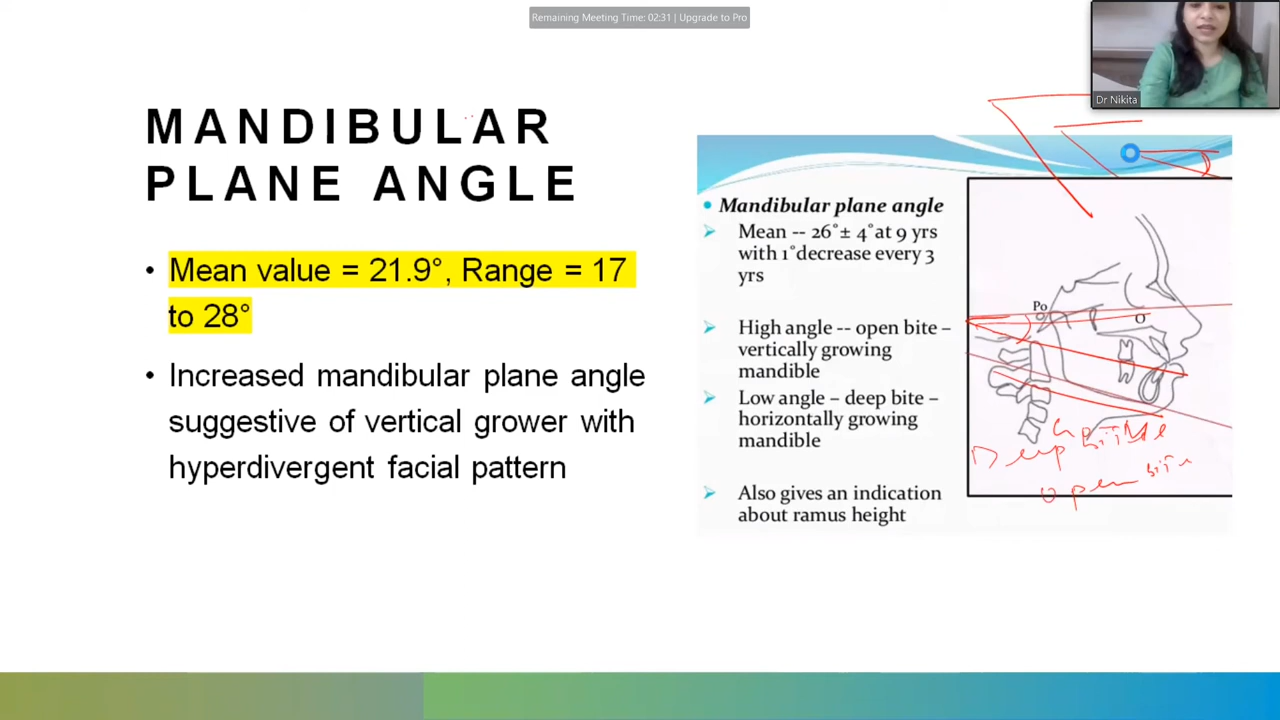 Remaining Meeting Time: 02:31 | Upgrade to Pro
Dr Nikita
MANDIBULAR
PLANE ANGLE
• Mean value = 21.9°, Range = 17
to 28°
• Increased mandibular plane angle
suggestive of vertical grower with
hyperdivergent facial pattern
• Mandibular plane angle
Mean -- 26°± 4°at 9 yrs
with 1°decrease every 3
yrs
High angle -- open bite –
vertically growing
mandible
Low angle – deep bite –
horizontally growing
mandible
Also gives an indication
about ramus height
Po
O
Deep bite
open bite